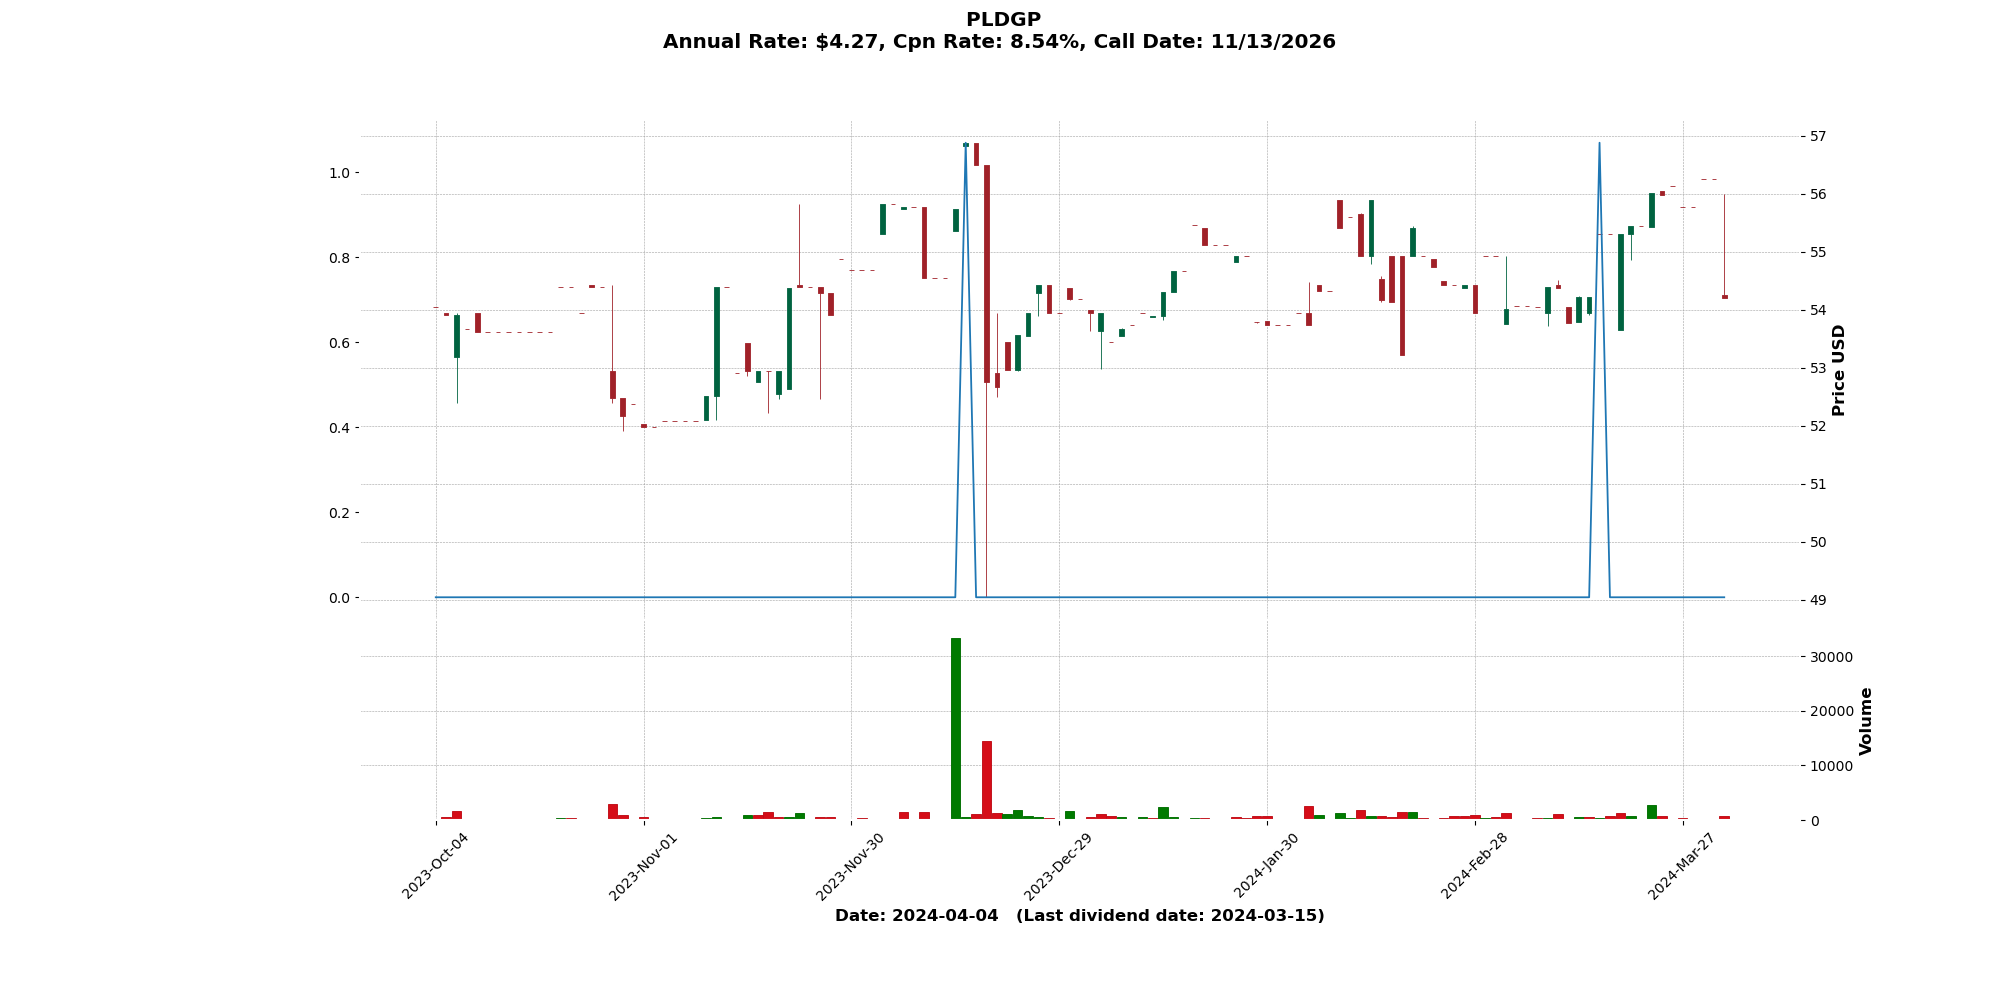 PLDGP
Annual Rate: $4.27, Cpn Rate: 8.54%, Call Date: 11/13/2026
1.0
0.8
0.6
0.4
0.2
0.0
57
56
55
54
53
52
51
50
49
Price USD
30000
20000
10000
0
Volume
2023-Oct-04
2023-Nov-01
2023-Nov-30
2023-Dec-29
2024-Jan-30
2024-Feb-28
2024-Mar-27
Date: 2024-04-04 (Last dividend date: 2024-03-15)